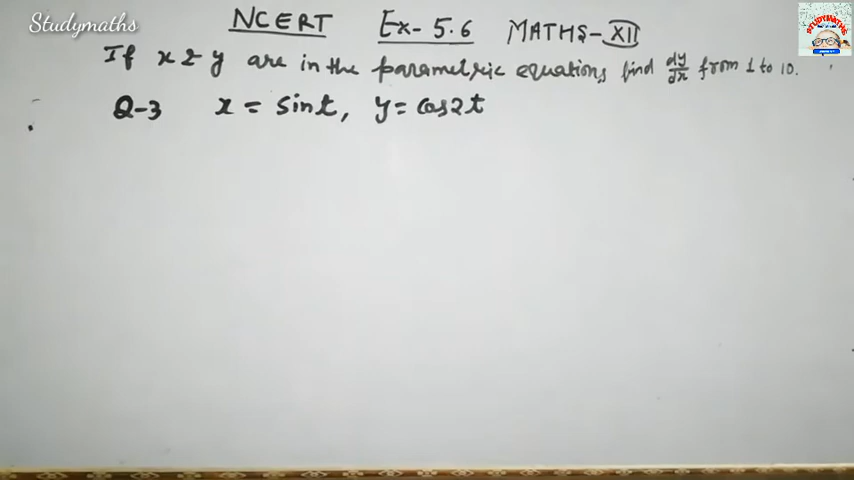 Studymaths
NCERT Ex- 5.6 MATHS-XII
STUDYMATHS
If x & y are in the parametric equations, find dy/dx from 1 to 10.
Q-3 x = sint, y = cos2t